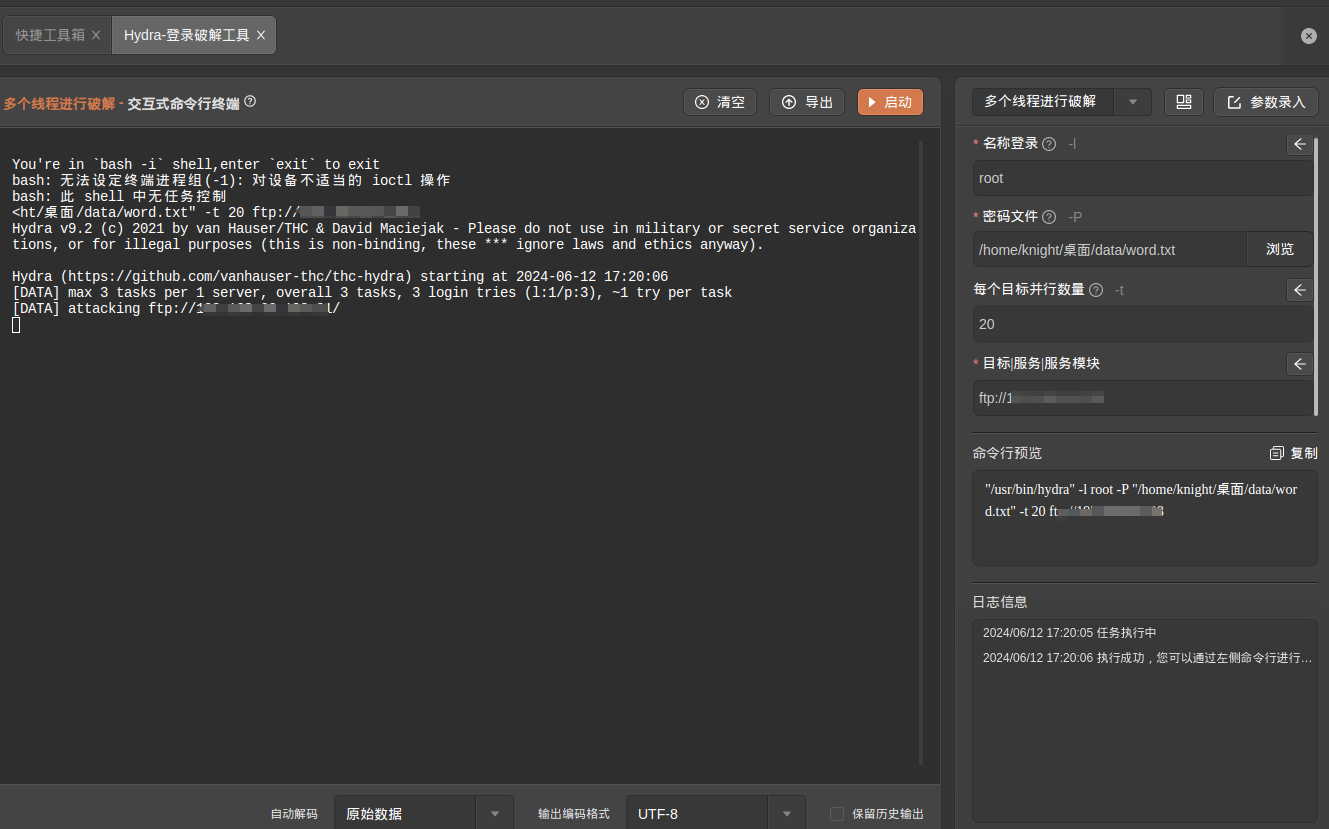 快捷工具箱
Hydra-登录破解工具
多个线程进行破解 - 交互式命令行终端
清空
导出
启动
You're in `bash -i` shell,enter `exit` to exit
bash: 无法设定终端进程组(-1): 对设备不适当的 ioctl 操作
bash: 此 shell 中无任务控制
<ht/桌面/data/word.txt" -t 20 ftp://
Hydra v9.2 (c) 2021 by van Hauser/THC & David Maciejak - Please do not use in military or secret service organiza
tions, or for illegal purposes (this is non-binding, these *** ignore laws and ethics anyway).
Hydra (https://github.com/vanhauser-thc/thc-hydra) starting at 2024-06-12 17:20:06
[DATA] max 3 tasks per 1 server, overall 3 tasks, 3 login tries (l:1/p:3), ~1 try per task
[DATA] attacking ftp://
自动解码
原始数据
输出编码格式
UTF-8
保留历史输出
多个线程进行破解
参数录入
* 名称登录 ? -l
root
* 密码文件 ? -P
/home/knight/桌面/data/word.txt
浏览
每个目标并行数量 ? -t
20
* 目标|服务|服务模块
ftp://1
命令行预览
复制
"/usr/bin/hydra" -l root -P "/home/knight/桌面/data/wor
d.txt" -t 20
日志信息
2024/06/12 17:20:05 任务执行中
2024/06/12 17:20:06 执行成功，您可以通过左侧命令行进行...